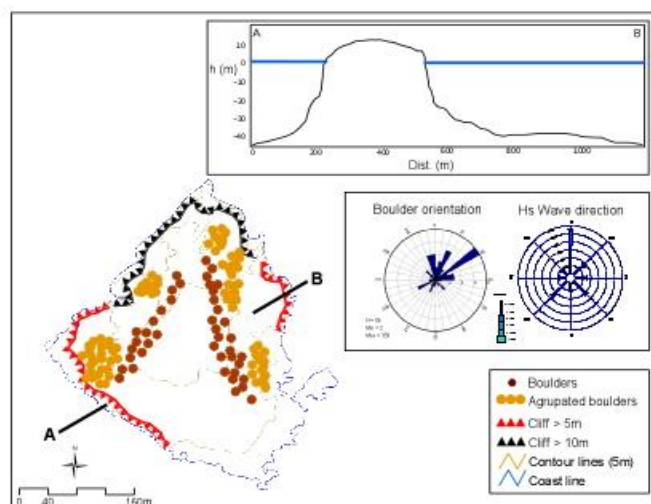 A B
10
h (m)
0
-10
-20
-30
-40
0 200 400 600 800 1000
Dist. (m)
Boulder orientation Hs Wave direction
B
A
Boulders
Agrupated boulders
Cliff > 5m
Cliff > 10m
Contour lines (5m)
Coast line
0 40 160m